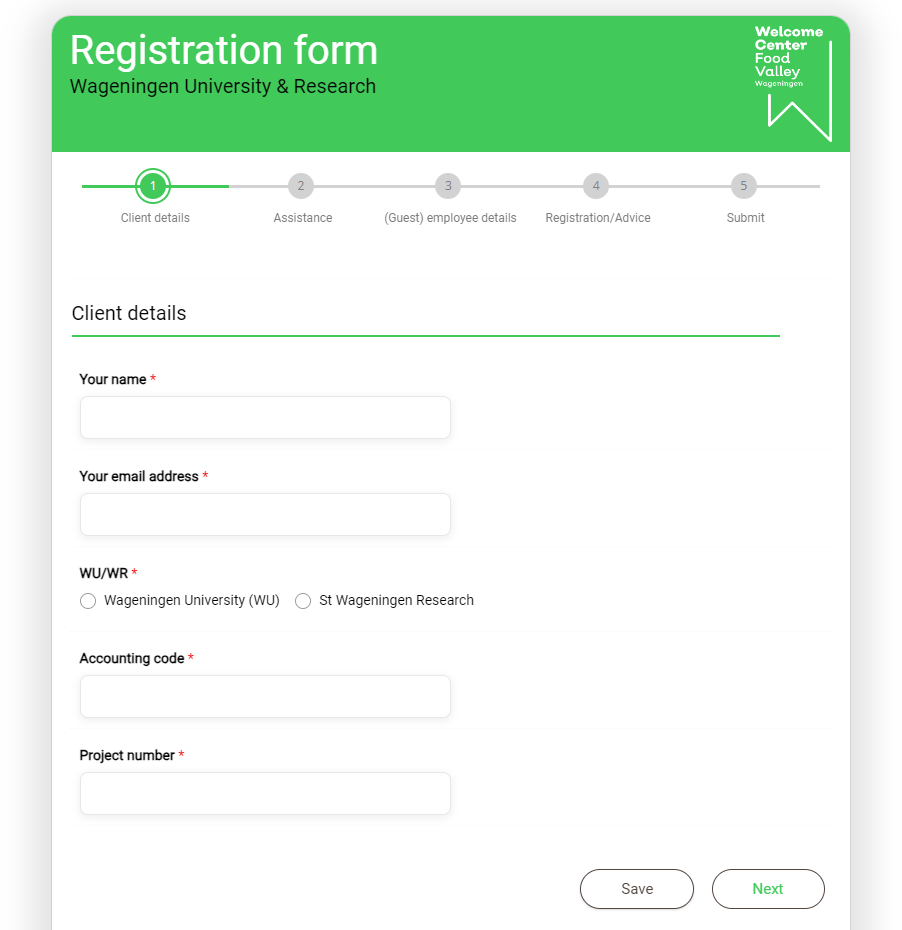 Registration form
Wageningen University & Research
Welcome
Center
Food
Valley
Wageningen
1
2
3
4
5
Client details
Assistance
(Guest) employee details
Registration/Advice
Submit
Client details
Your name *
Your email address *
WU/WR *
Wageningen University (WU)
St Wageningen Research
Accounting code *
Project number *
Save
Next